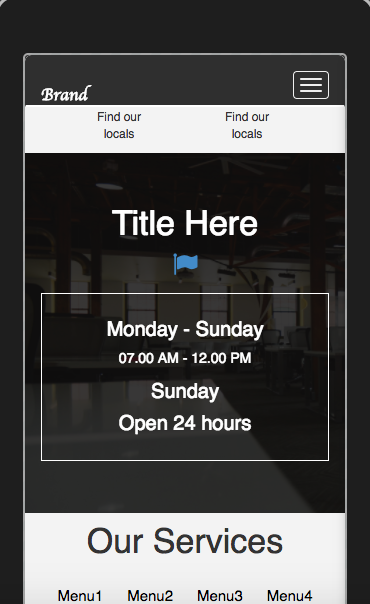 Brand
Find our Find our
locals locals
Title Here
Monday - Sunday
07.00 AM - 12.00 PM
Sunday
Open 24 hours
Our Services
Menu1 Menu2 Menu3 Menu4